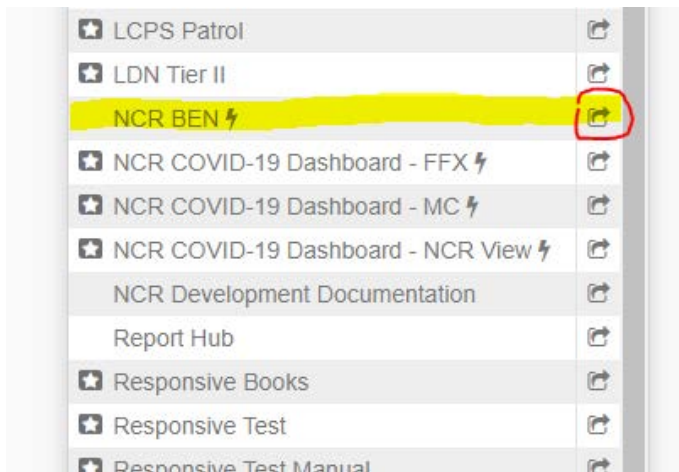 LCPS Patrol
LDN Tier II
NCR BEN
NCR COVID-19 Dashboard - FFX
NCR COVID-19 Dashboard - MC
NCR COVID-19 Dashboard - NCR View
NCR Development Documentation
Report Hub
Responsive Books
Responsive Test
Responsive Test Manual